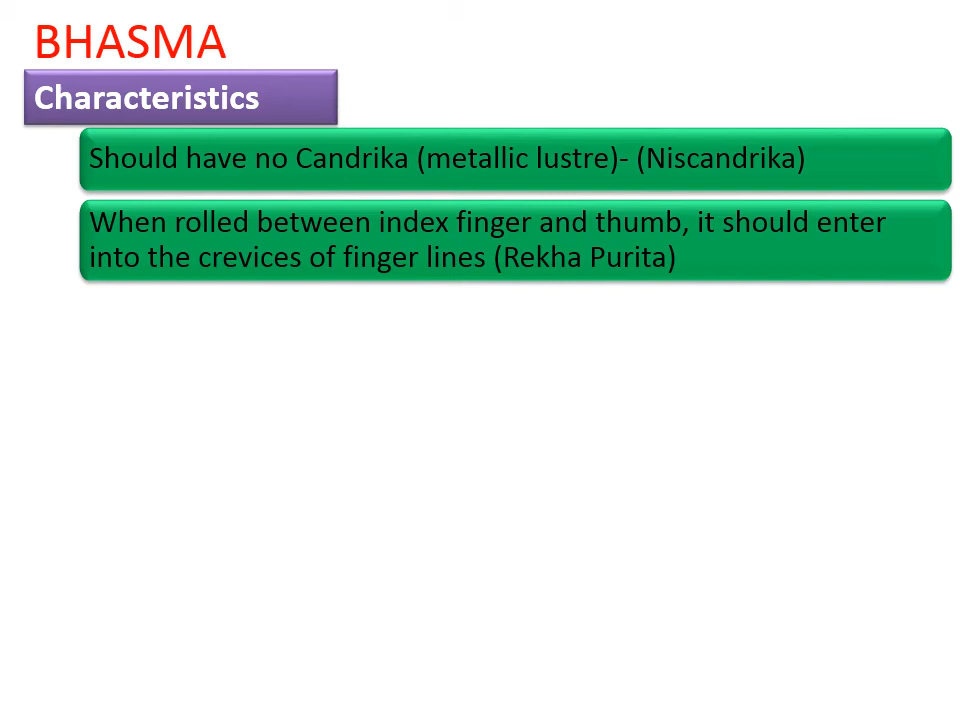 BHASMA
Characteristics
Should have no Candrika (metallic lustre)- (Niscandrika)
When rolled between index finger and thumb, it should enter
into the crevices of finger lines (Rekha Purita)